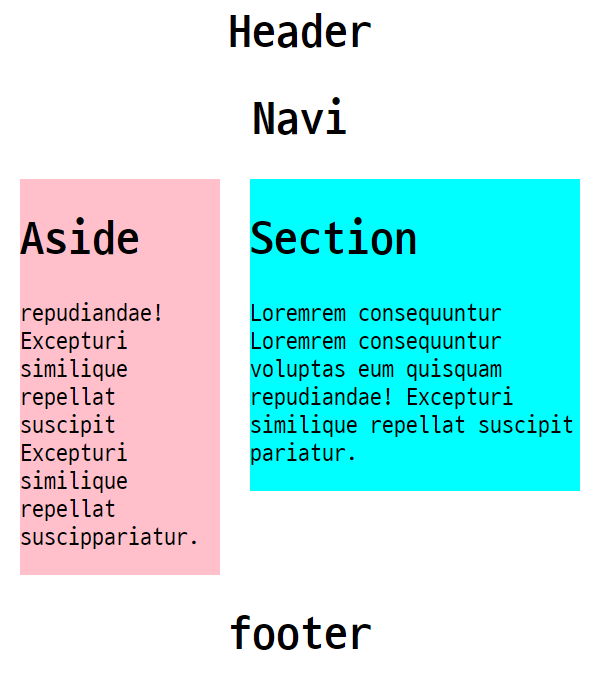 Header
Navi
Aside
repudiandae!
Excepturi
similique
repellat
suscipit
Excepturi
similique
repellat
suscippariatur.
Section
Loremrem consequuntur
Loremrem consequuntur
voluptas eum quisquam
repudiandae! Excepturi
similique repellat suscipit
pariatur.
footer